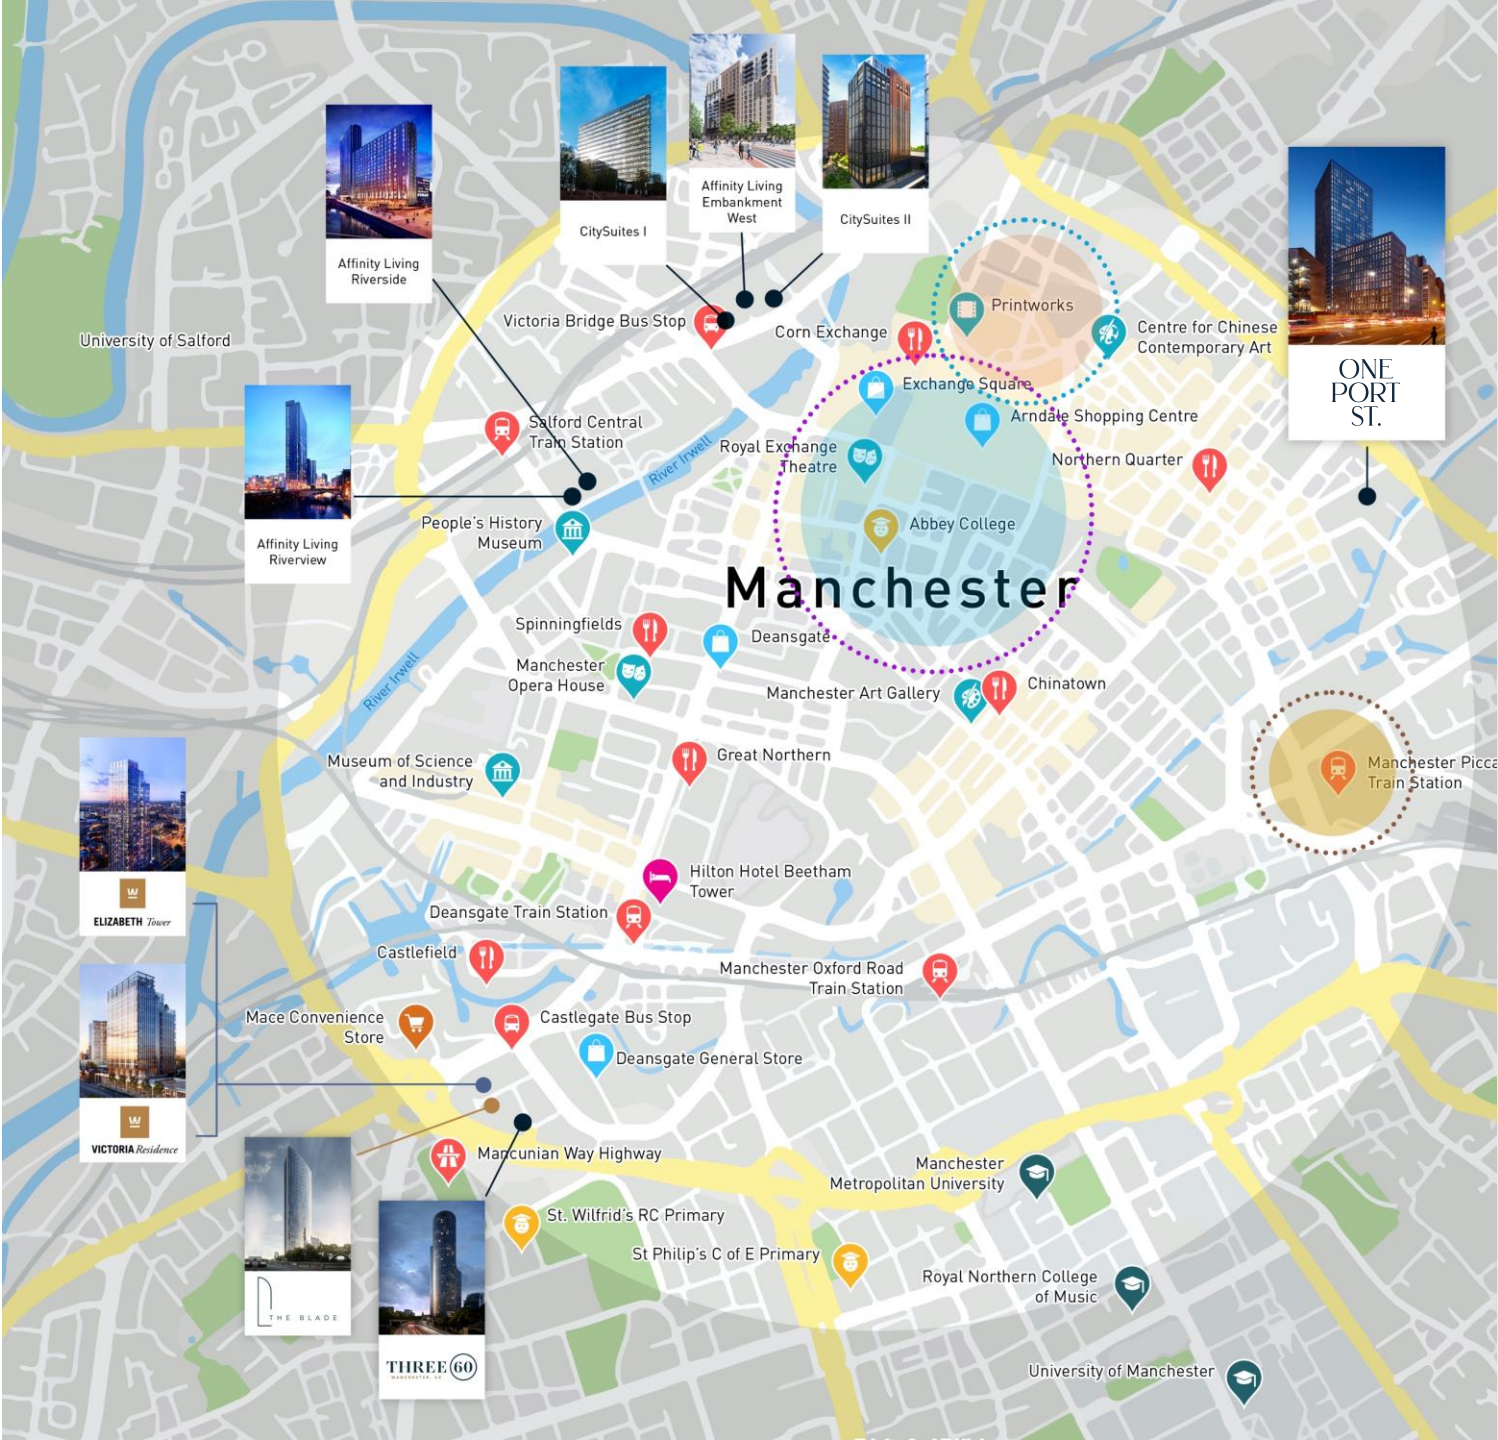 Affinity Living
Riverside
CitySuites I
Affinity Living
Embankment
West
CitySuites II
ONE
PORT
ST.
University of Salford
Victoria Bridge Bus Stop
Corn Exchange
Printworks
Centre for Chinese
Contemporary Art
Exchange Square
Arndale Shopping Centre
Salford Central
Train Station
River Irwell
Royal Exchange
Theatre
Northern Quarter
Affinity Living
Riverview
People's History
Museum
Abbey College
Manchester
Spinningfields
Deansgate
Manchester
Opera House
River Irwell
Manchester Art Gallery
Chinatown
Museum of Science
and Industry
Great Northern
Manchester Picca
Train Station
Hilton Hotel Beetham
Tower
Deansgate Train Station
W
ELIZABETH Tower
Castlefield
Manchester Oxford Road
Train Station
Mace Convenience
Store
Castlegate Bus Stop
Deansgate General Store
W
VICTORIA Residence
Mancunian Way Highway
Manchester
Metropolitan University
St. Wilfrid's RC Primary
St Philip's C of E Primary
Royal Northern College
of Music
THE BLADE
THREE 60
MANCHESTER, UK
University of Manchester